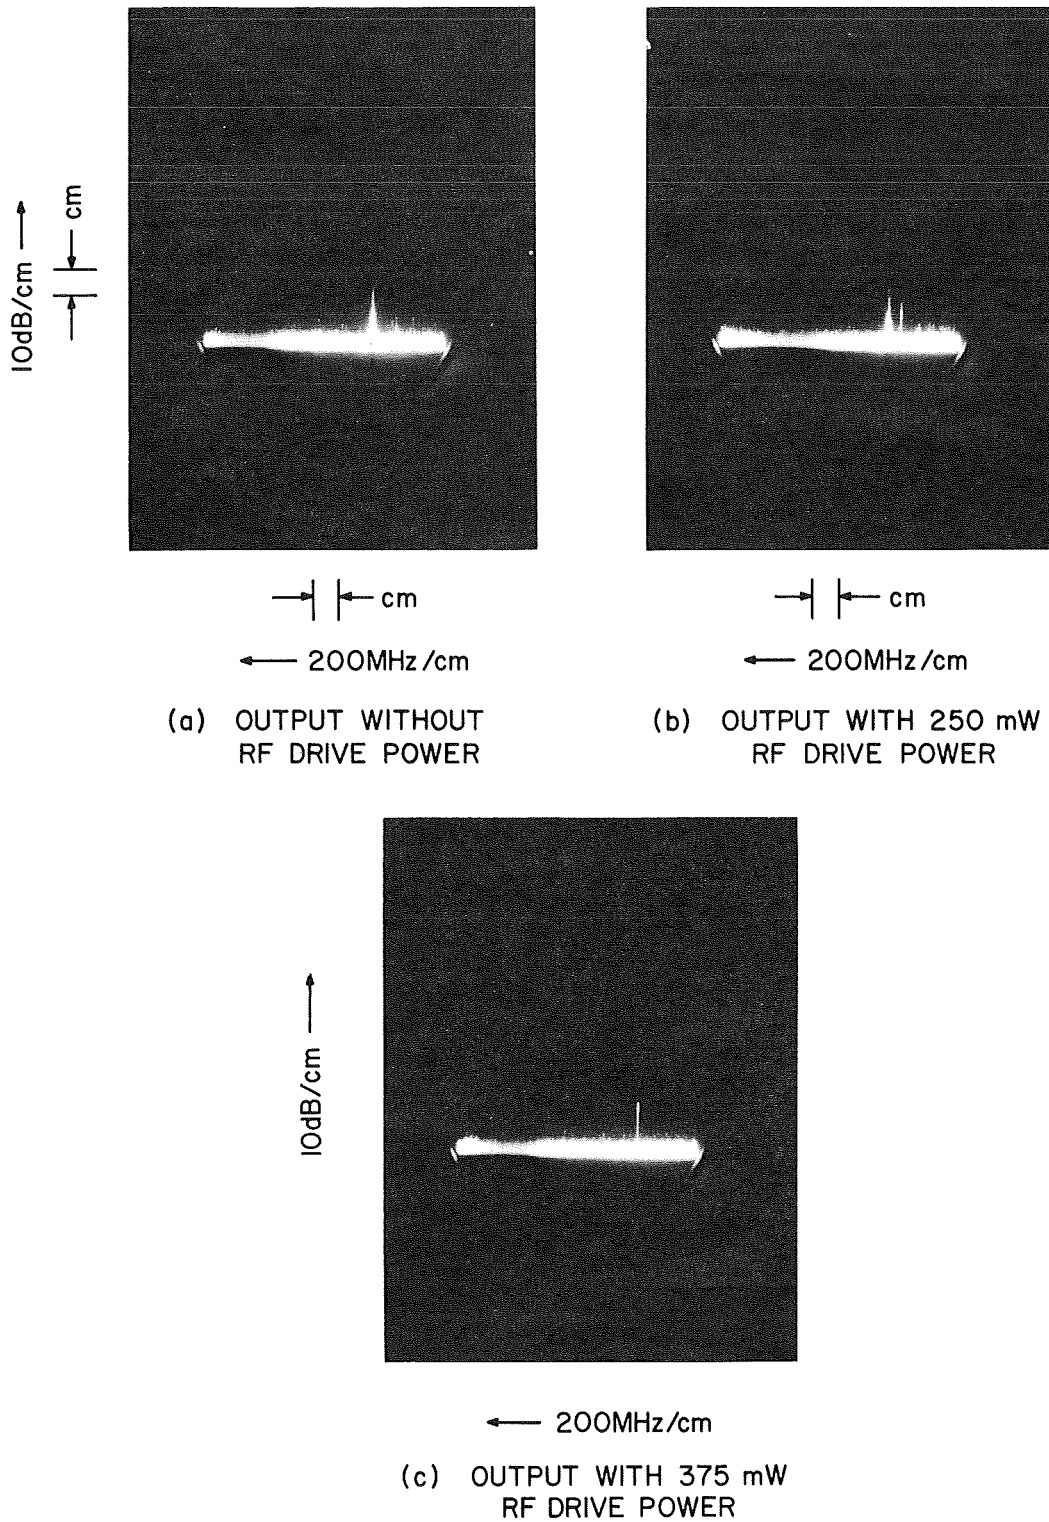 10dB/cm
cm
cm
200MHz/cm
(a) OUTPUT WITHOUT
RF DRIVE POWER
cm
200MHz/cm
(b) OUTPUT WITH 250 mW
RF DRIVE POWER
10dB/cm
200MHz/cm
(c) OUTPUT WITH 375 mW
RF DRIVE POWER